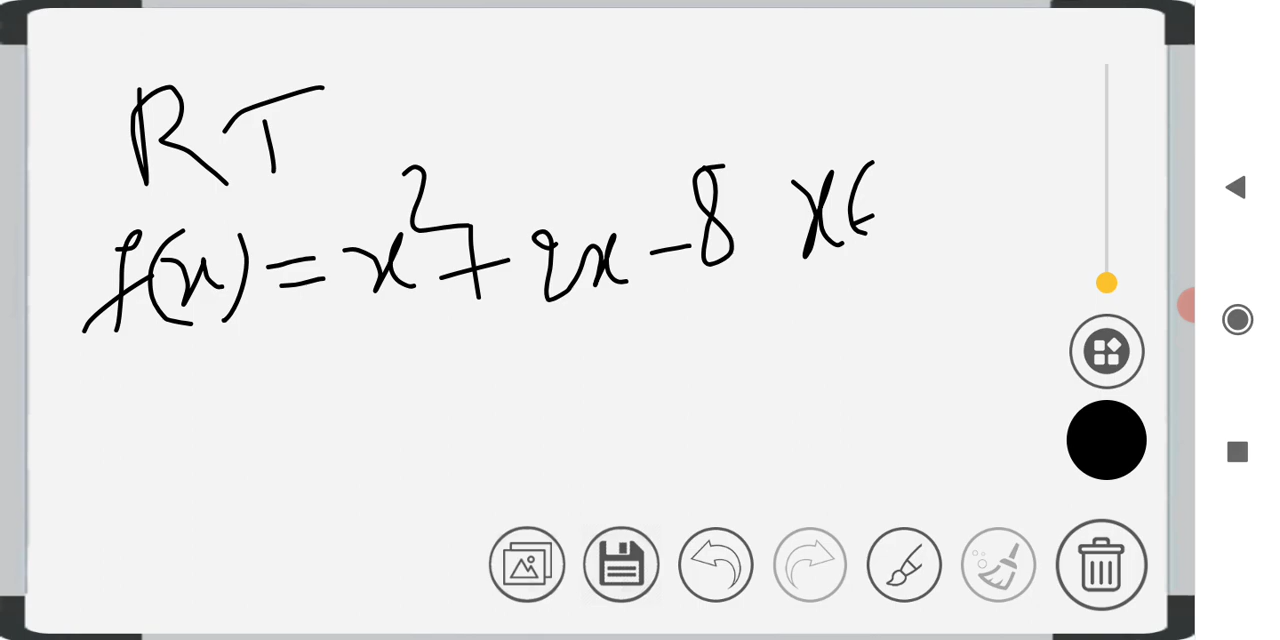 RT
f(x) = x² + 2x - 8 x∈